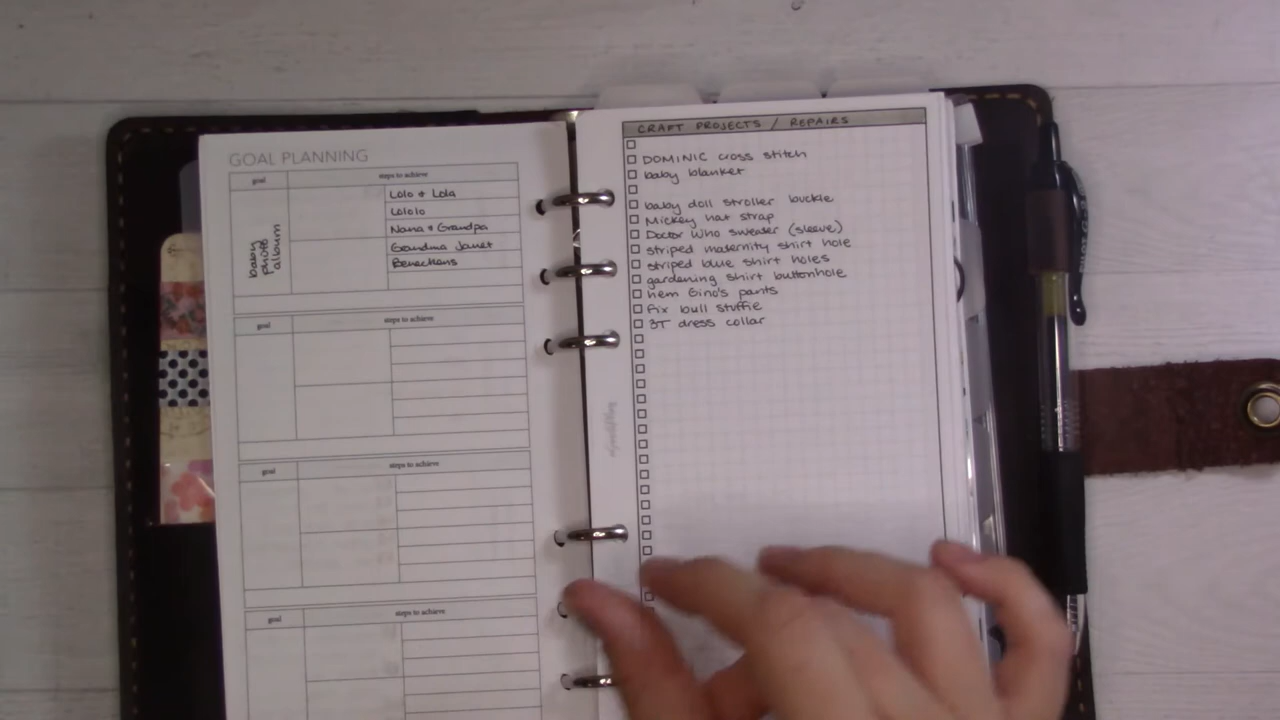 GOAL PLANNING
goal steps to achieve
baby photo album
Lolo & Lola
Lololo
Nana & Grandpa
Grandma Janet
Benechens
goal steps to achieve
goal steps to achieve
goal steps to achieve
CRAFT PROJECTS / REPAIRS
DOMINIC cross stitch
baby blanket
baby doll stroller buckle
Mickey hat strap
Doctor Who sweater (sleeve)
striped maternity shirt hole
striped blue shirt holes
gardening shirt buttonhole
hem Gino's pants
fix bull stuffie
3T dress collar